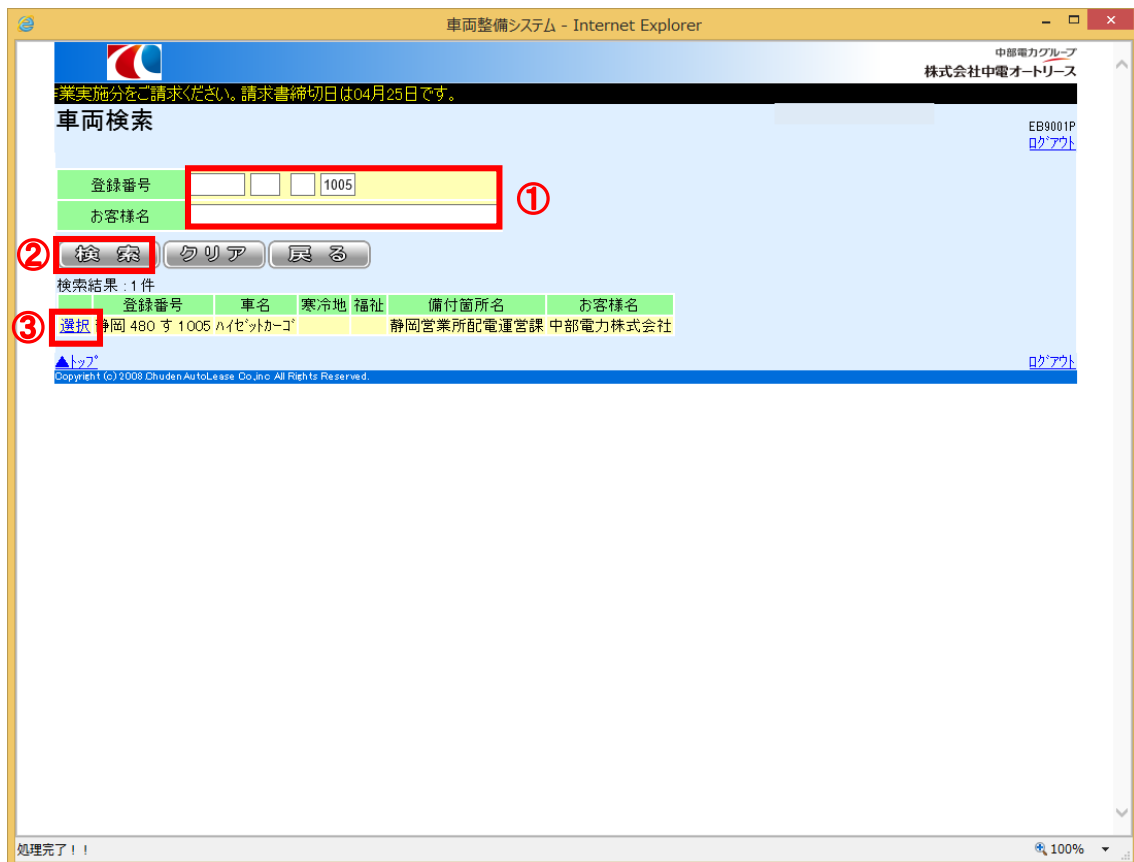 車両整備システム - Internet Explorer
中部電力グループ
株式会社中電オートリース
業実施分をご請求ください。請求書締切日は04月25日です。
車両検索
EB9001P
ログアウト
登録番号 1005
①
お客様名
② 検 索 クリア 戻 る
検索結果 : 1 件
登録番号 車名 寒冷地 福祉 備付箇所名 お客様名
③ 選択 静岡 480 す 1005 ハイゼットカーゴ 静岡営業所配電運営課 中部電力株式会社
▲トップ ログアウト
Copyright (c) 2008 Chuden AutoLease Co.,inc All Rights Reserved.
処理完了！！ 100%